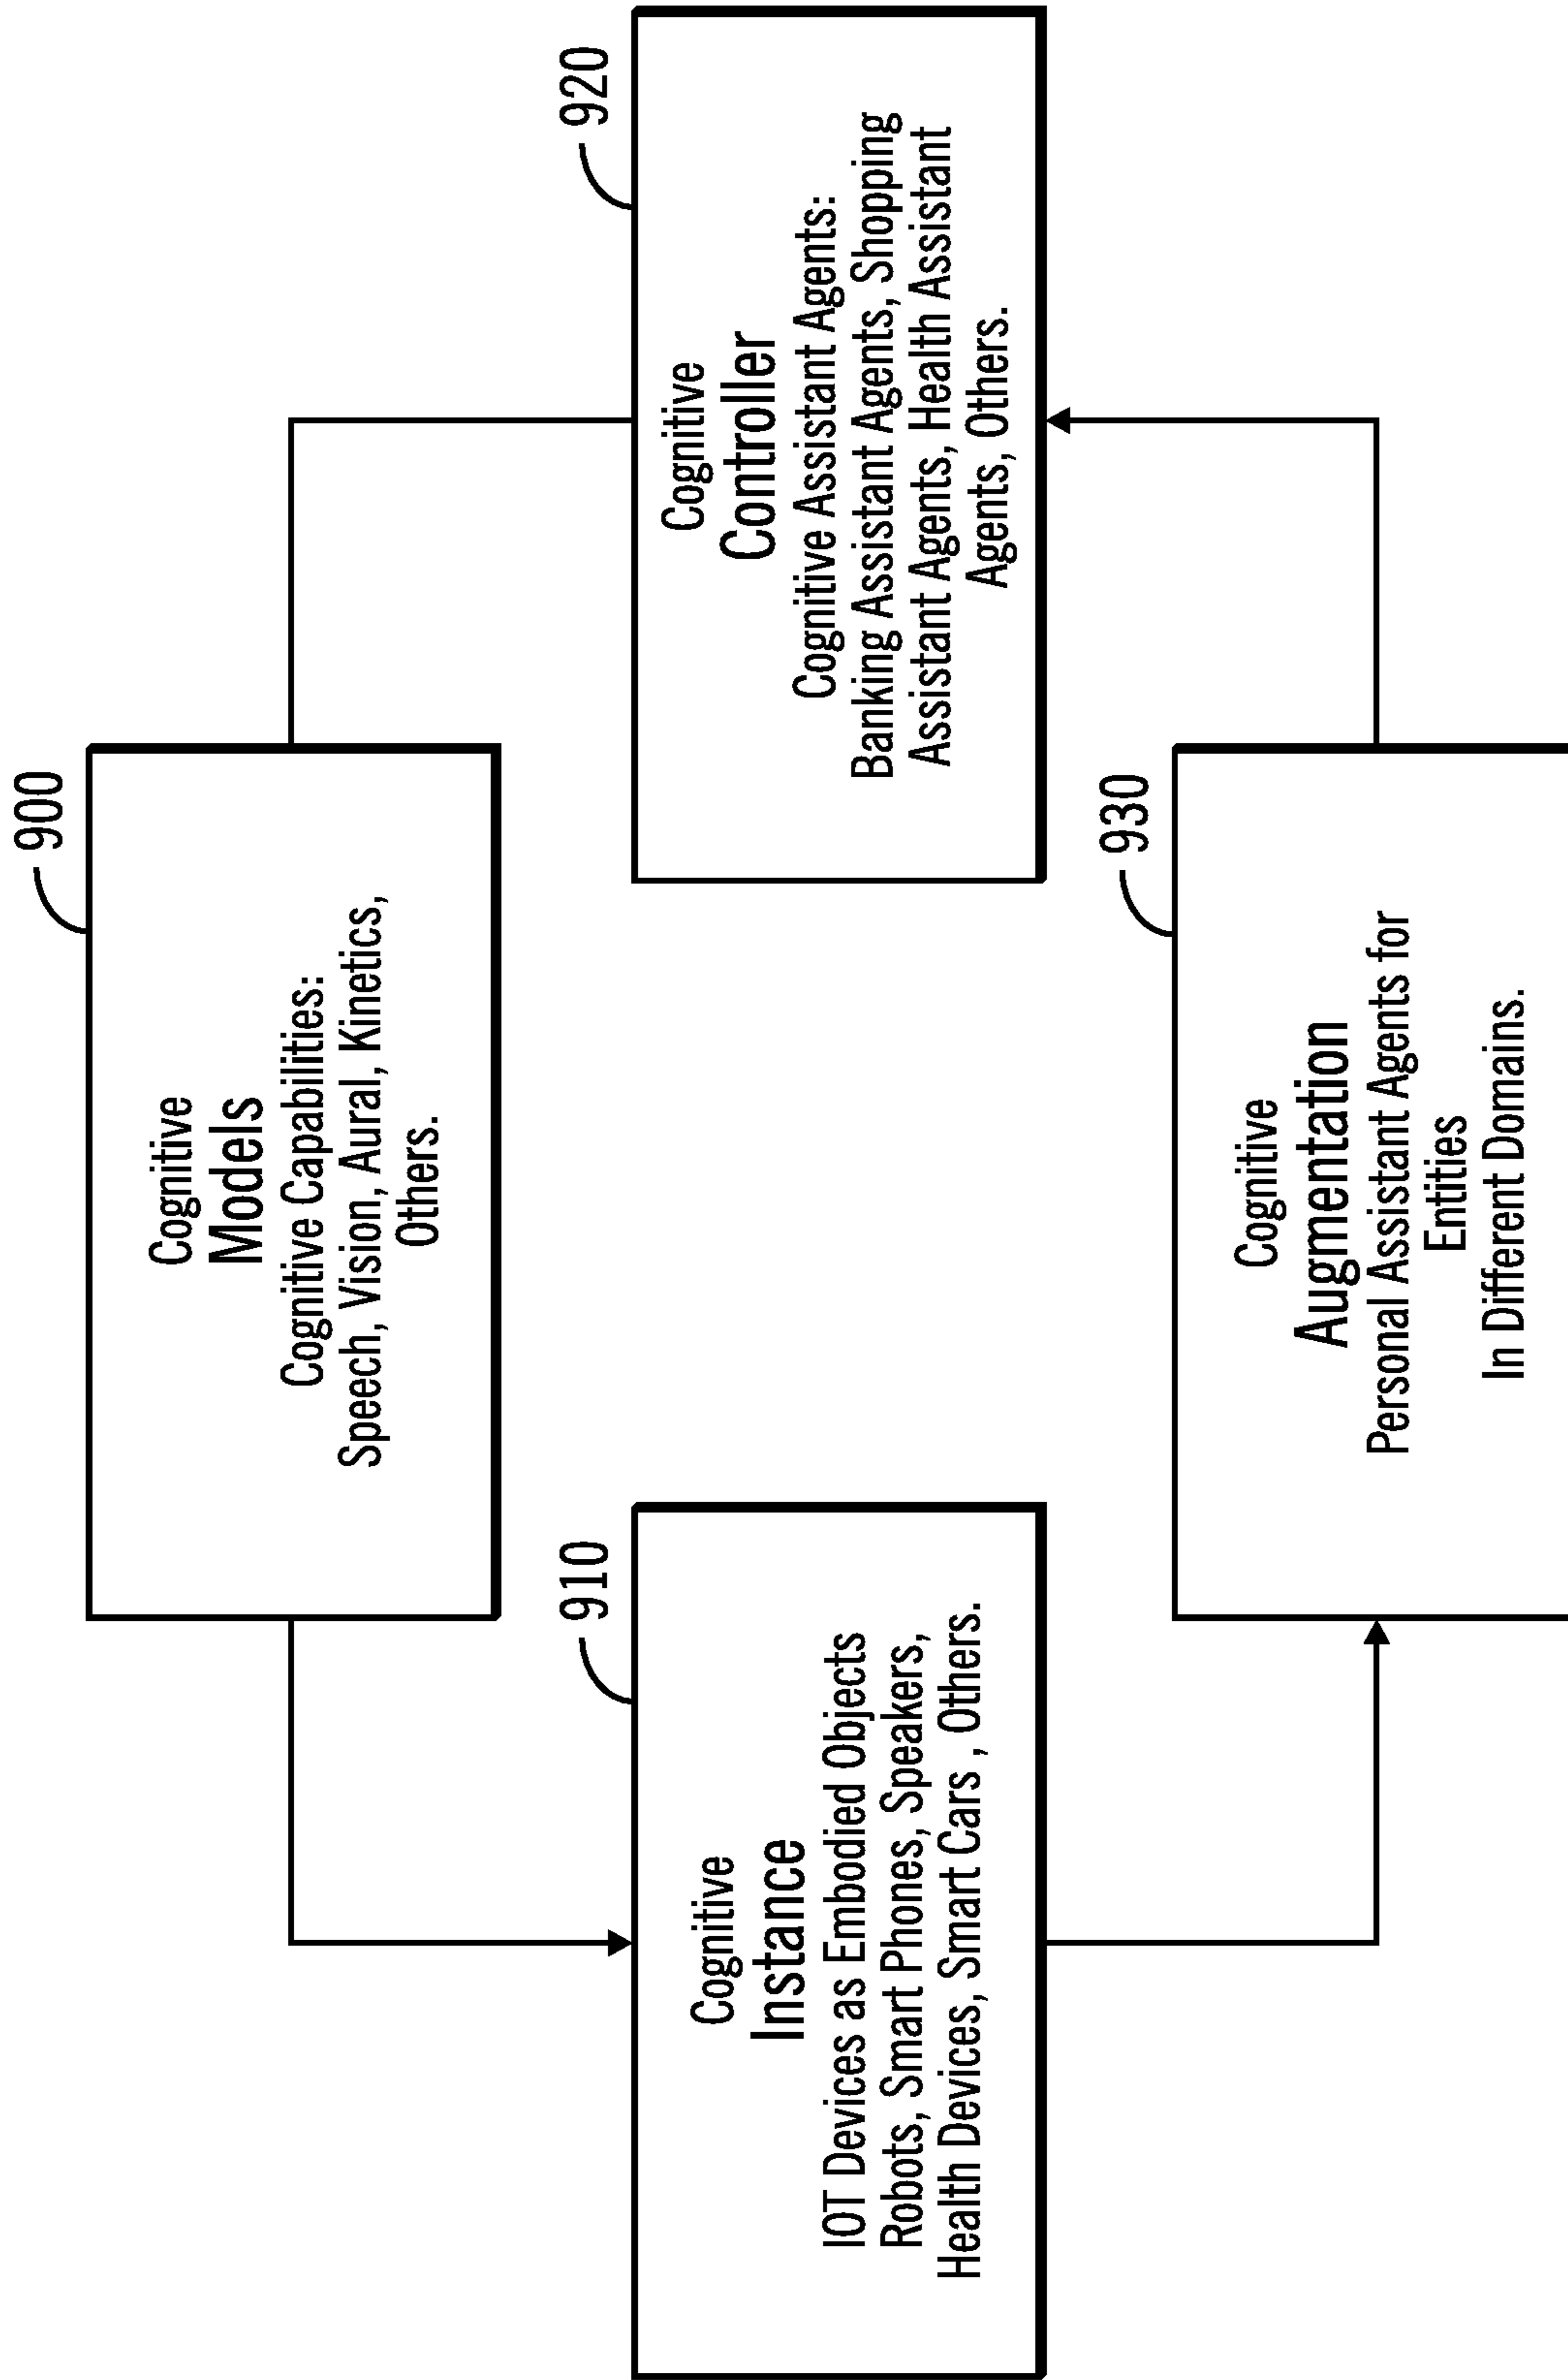 900
Cognitive
Models
Cognitive Capabilities:
Speech, Vision, Aural, Kinetics,
Others.
910
Cognitive
Instance
IOT Devices as Embodied Objects
Robots, Smart Phones, Speakers,
Health Devices, Smart Cars , Others.
920
Cognitive
Controller
Cognitive Assistant Agents:
Banking Assistant Agents, Shopping
Assistant Agents, Health Assistant
Agents, Others.
930
Cognitive
Augmentation
Personal Assistant Agents for
Entities
In Different Domains.